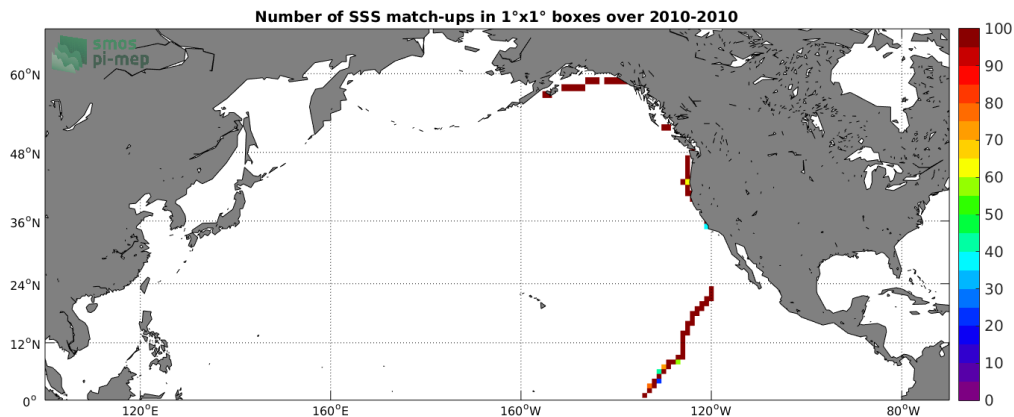 Number of SSS match-ups in 1°x1° boxes over 2010-2010
smos
pi-mep
60°N
48°N
36°N
24°N
12°N
0°
120°E
160°E
160°W
120°W
80°W
100
90
80
70
60
50
40
30
20
10
0